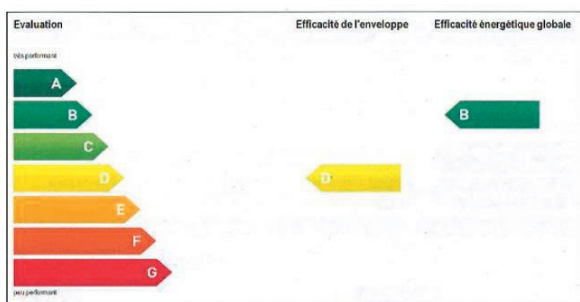 Evaluation Efficacité de l'enveloppe Efficacité énergétique globale
très performant
A
B B
C
D D
E
F
G
peu performant